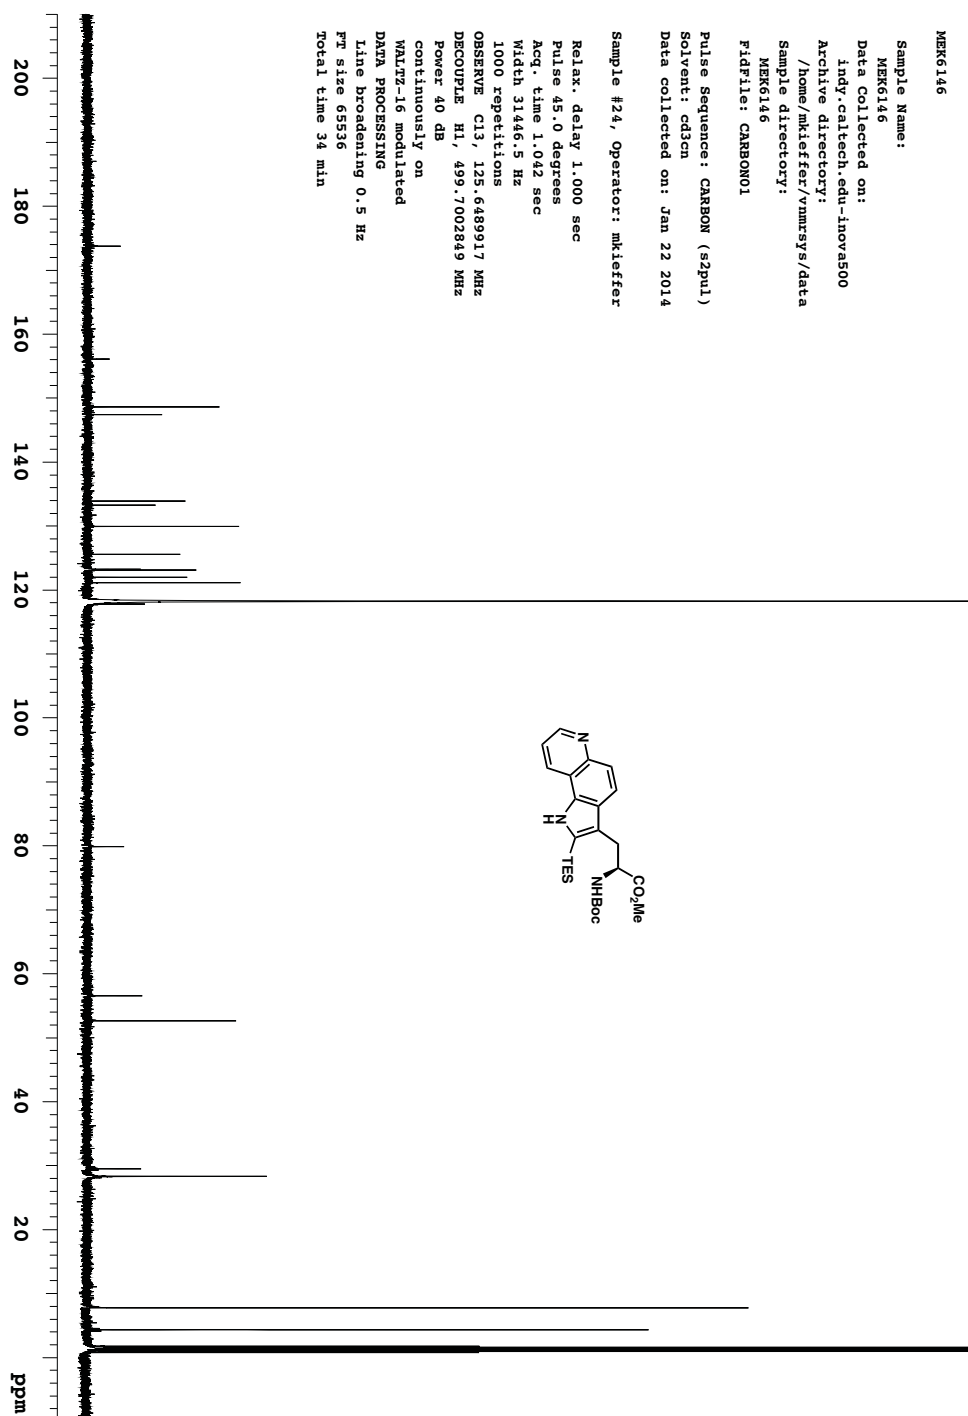 MEK6146
Sample Name:
MEK6146
Data Collected on:
indy.caltech.edu-inova500
Archive directory:
/home/mkieffer/vnmrsys/data
Sample directory:
MEK6146
FidFile: CARBON01
Pulse Sequence: CARBON (s2pul)
Solvent: cd3cn
Data collected on: Jan 22 2014
Sample #24, Operator: mkieffer
Relax. delay 1.000 sec
Pulse 45.0 degrees
Acq. time 1.042 sec
Width 31446.5 Hz
1000 repetitions
OBSERVE C13, 125.6489917 MHz
DECOUPLE H1, 499.7002849 MHz
Power 40 dB
continuously on
WALTZ-16 modulated
DATA PROCESSING
Line broadening 0.5 Hz
FT size 65536
Total time 34 min
CO2Me
NHBoc
TES
N
H
N
200 180 160 140 120 100 80 60 40 20 ppm